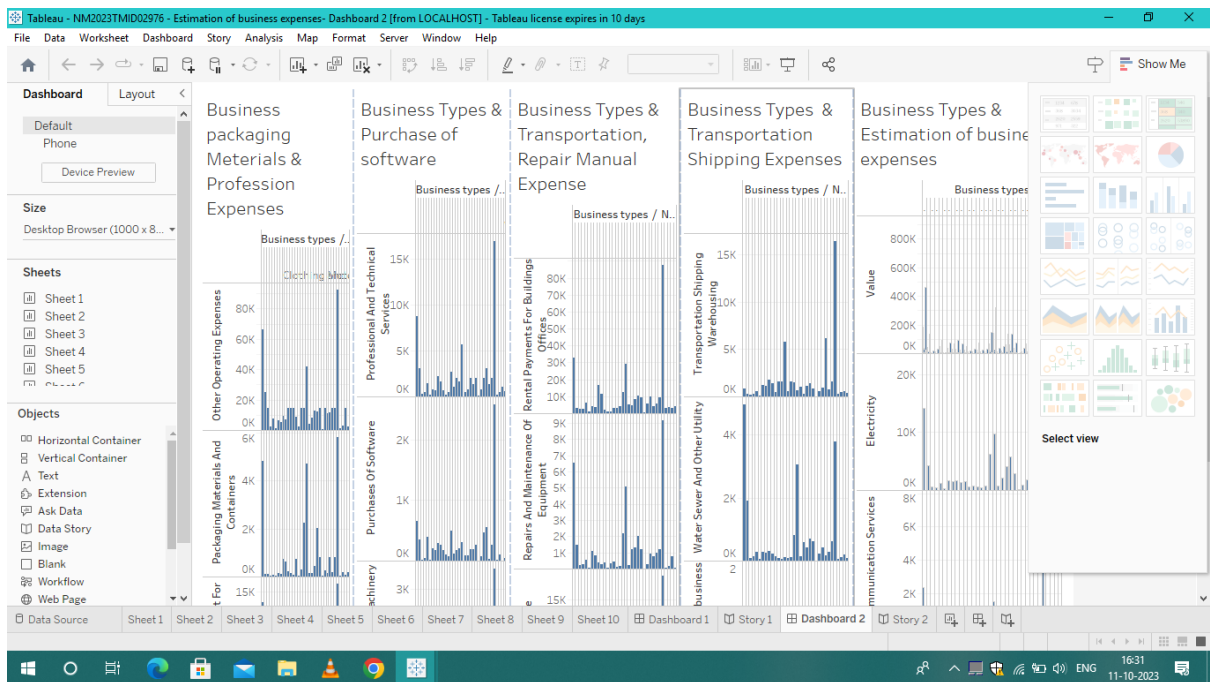 Tableau - NM2023TMID02976 - Estimation of business expenses- Dashboard 2 [from LOCALHOST] - Tableau license expires in 10 days
File Data Worksheet Dashboard Story Analysis Map Format Server Window Help
Show Me
Dashboard Layout
Default
Phone
Device Preview
Size
Desktop Browser (1000 x 8...
Sheets
Sheet 1
Sheet 2
Sheet 3
Sheet 4
Sheet 5
Objects
Horizontal Container
Vertical Container
A Text
Extension
Ask Data
Data Story
Image
Blank
Workflow
Web Page
Business
packaging
Meterials &
Profession
Expenses
Business types /..
Other Operating Expenses
80K
60K
40K
20K
0K
Packaging Materials And
Containers
6K
4K
2K
0K
t For
15K
Business Types &
Purchase of
software
Business types /..
Professional And Technical
Services
15K
10K
5K
0K
Purchases Of Software
2K
1K
0K
achinery
3K
Business Types &
Transportation,
Repair Manual
Expense
Business types / N..
Rental Payments For Buildings
Offices
80K
70K
60K
50K
40K
30K
20K
10K
Repairs And Maintenance Of
Equipment
9K
8K
7K
6K
5K
4K
3K
2K
1K
15K
Business Types &
Transportation
Shipping Expenses
Business types / N..
Transportation Shipping
Warehousing
15K
10K
5K
0K
Water Sewer And Other Utility
4K
2K
0K
business
2
Business Types &
Estimation of busine
expenses
Business types
Value
800K
600K
400K
200K
0K
Electricity
20K
10K
0K
mmunication Services
8K
6K
4K
2K
Select view
Data Source Sheet 1 Sheet 2 Sheet 3 Sheet 4 Sheet 5 Sheet 6 Sheet 7 Sheet 8 Sheet 9 Sheet 10 Dashboard 1 Story 1 Dashboard 2 Story 2
ENG
16:31
11-10-2023